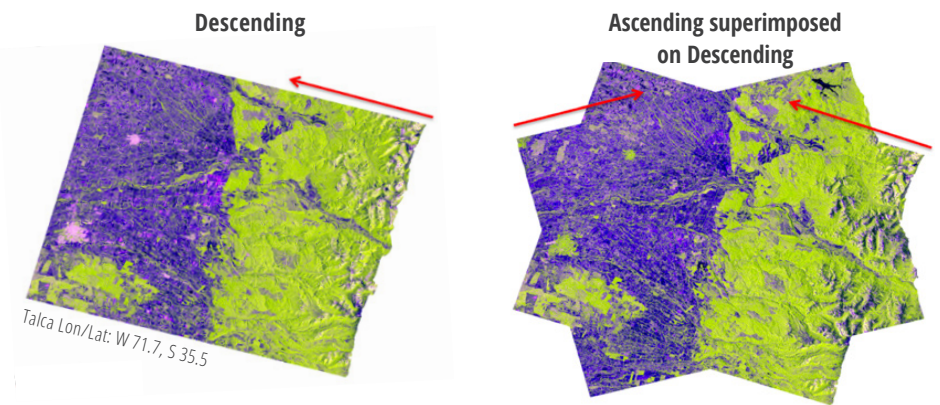 Descending
Ascending superimposed
on Descending
Talca Lon/Lat: W 71.7, S 35.5